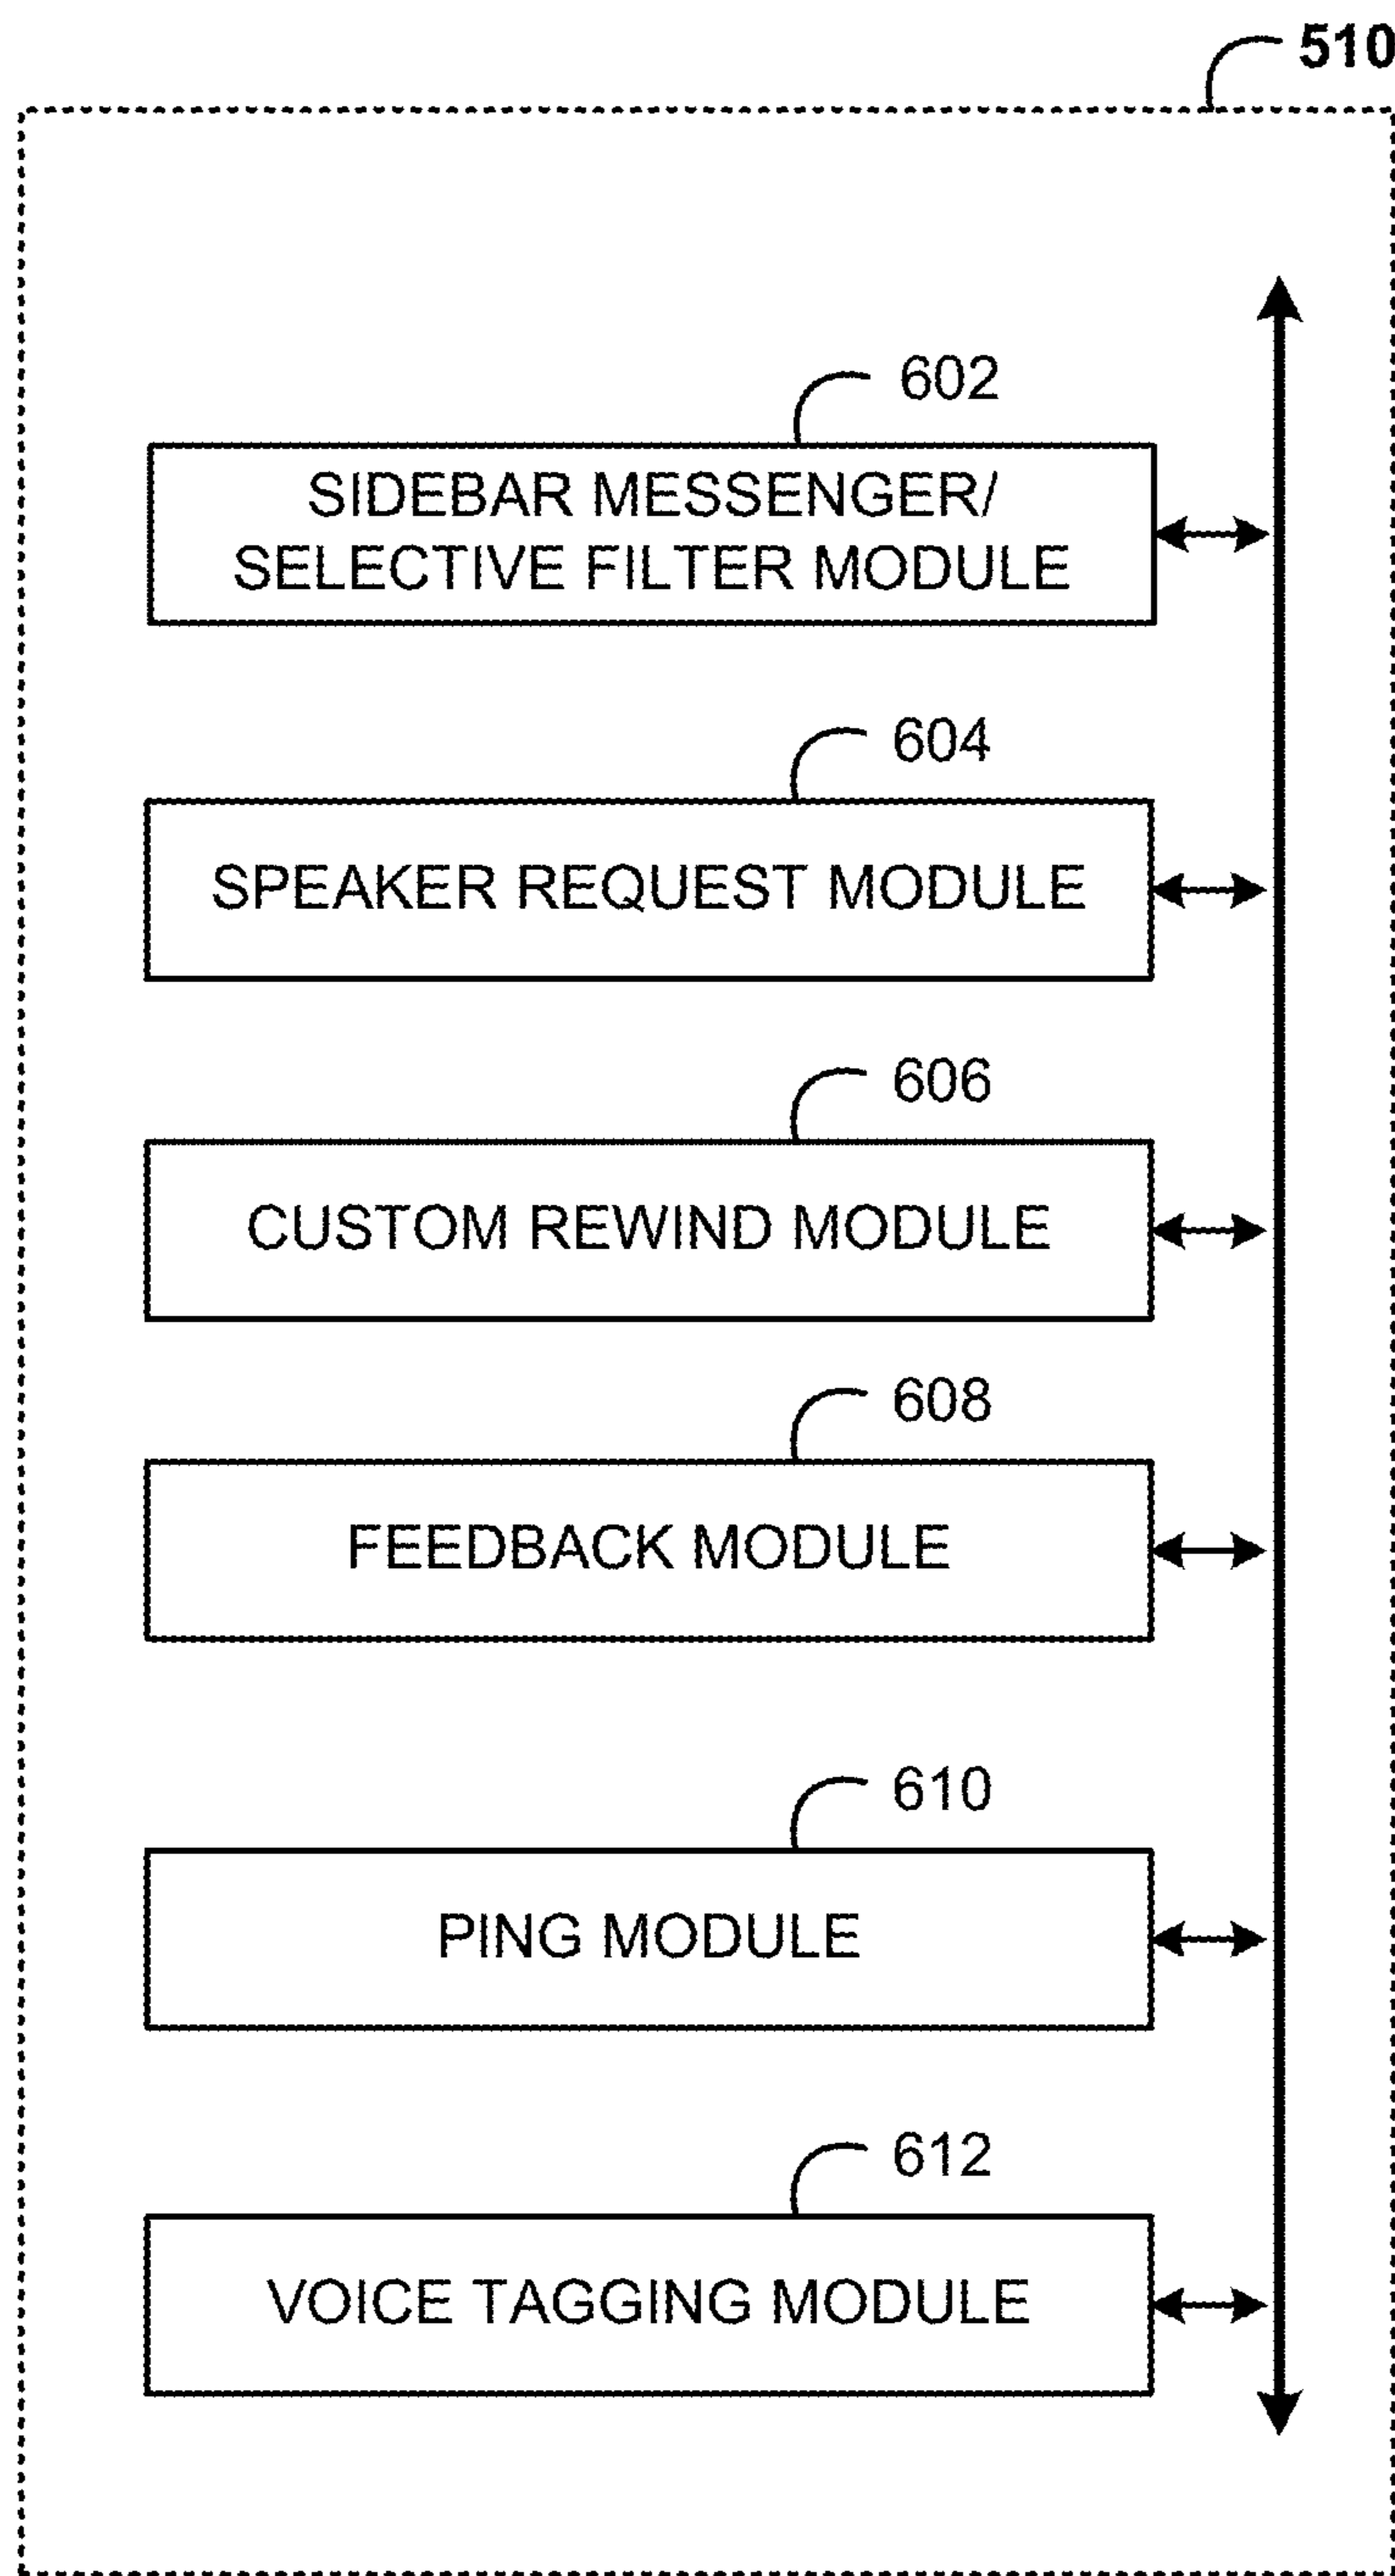 510
602
SIDEBAR MESSENGER/
SELECTIVE FILTER MODULE
604
SPEAKER REQUEST MODULE
606
CUSTOM REWIND MODULE
608
FEEDBACK MODULE
610
PING MODULE
612
VOICE TAGGING MODULE